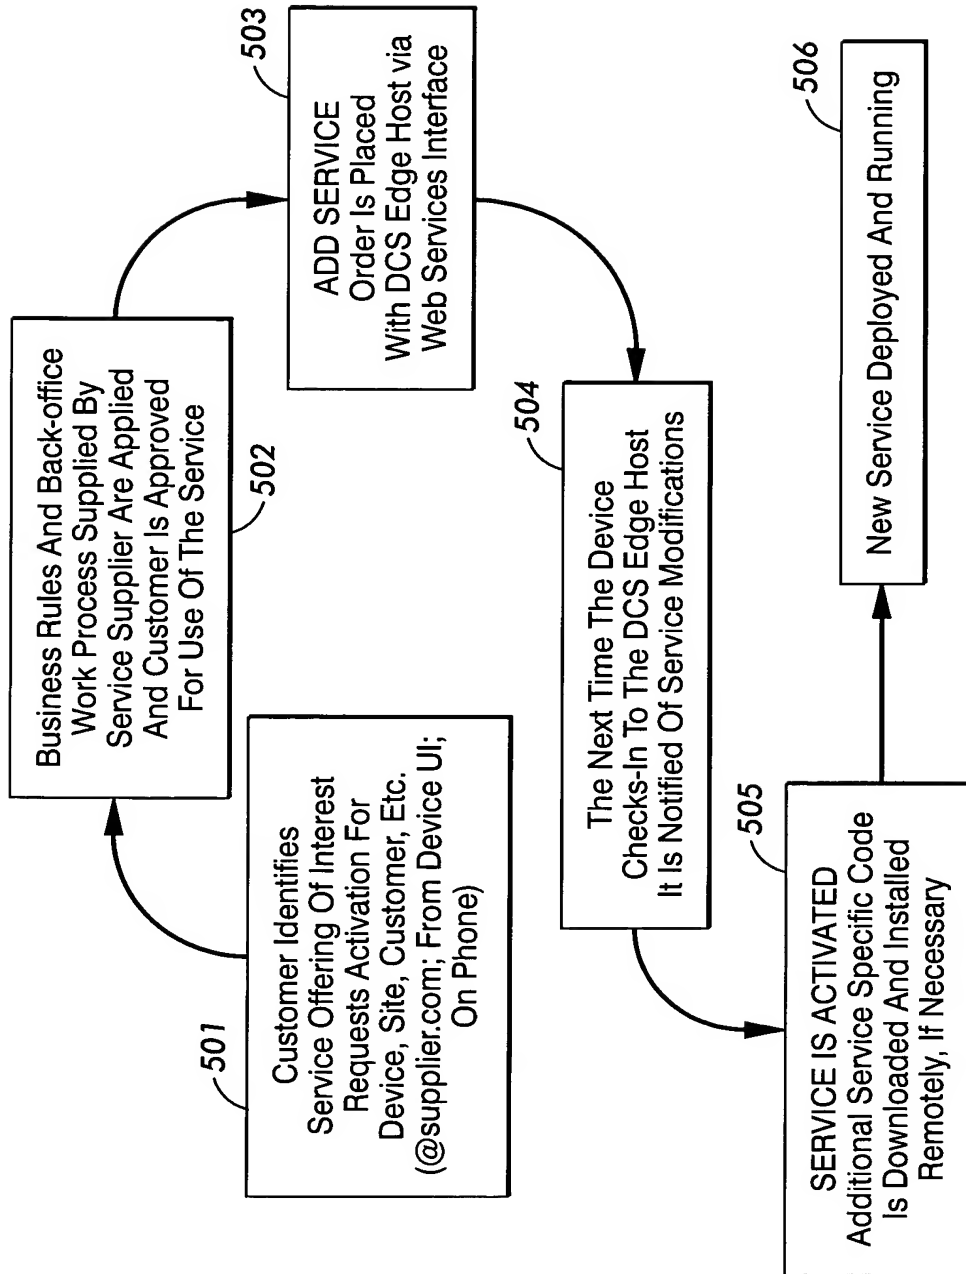 Customer Identifies
Service Offering Of Interest
Requests Activation For
Device, Site, Customer, Etc.
(@supplier.com; From Device UI;
On Phone)
501
Business Rules And Back-office
Work Process Supplied By
Service Supplier Are Applied
And Customer Is Approved
For Use Of The Service
502
ADD SERVICE
Order Is Placed
With DCS Edge Host via
Web Services Interface
503
The Next Time The Device
Checks-In To The DCS Edge Host
It Is Notified Of Service Modifications
504
SERVICE IS ACTIVATED
Additional Service Specific Code
Is Downloaded And Installed
Remotely, If Necessary
505
New Service Deployed And Running
506